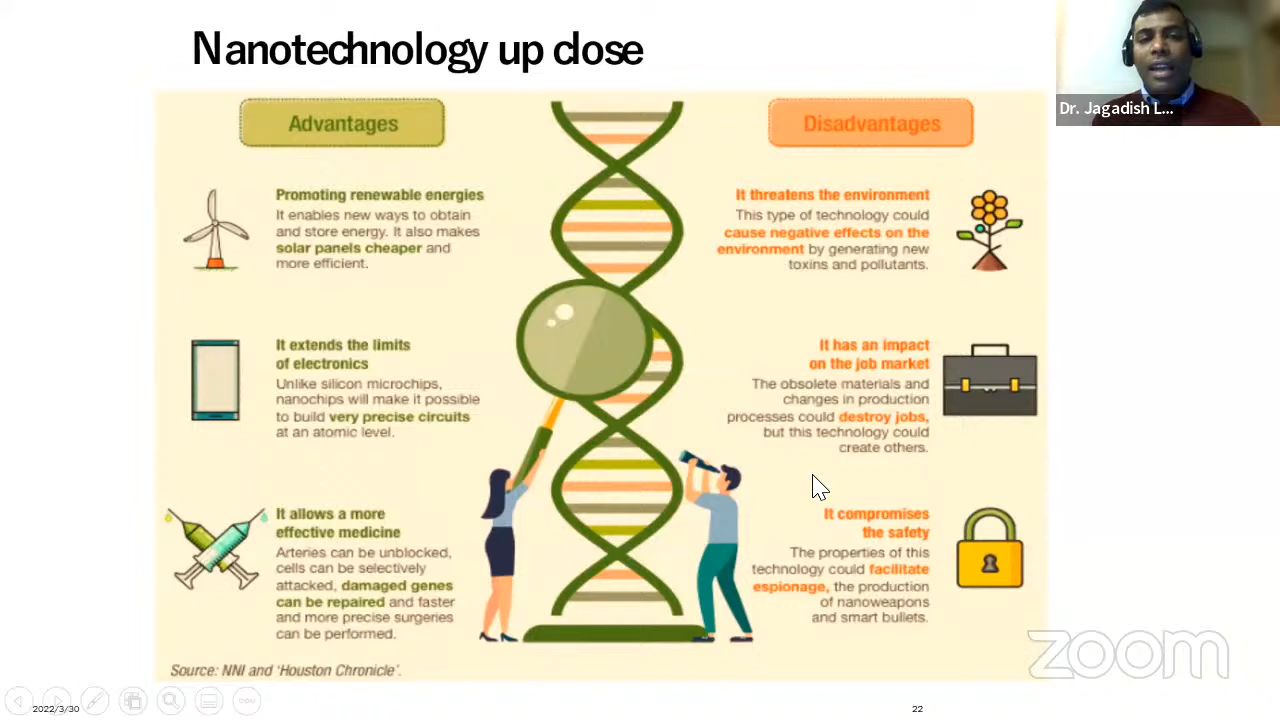 Nanotechnology up close
Dr. Jagadish L...
Advantages
Promoting renewable energies
It enables new ways to obtain
and store energy. It also makes
solar panels cheaper and
more efficient.
It extends the limits
of electronics
Unlike silicon microchips,
nanochips will make it possible
to build very precise circuits
at an atomic level.
It allows a more
effective medicine
Arteries can be unblocked,
cells can be selectively
attacked, damaged genes
can be repaired and faster
and more precise surgeries
can be performed.
Disadvantages
It threatens the environment
This type of technology could
cause negative effects on the
environment by generating new
toxins and pollutants.
It has an impact
on the job market
The obsolete materials and
changes in production
processes could destroy jobs,
but this technology could
create others.
It compromises
the safety
The properties of this
technology could facilitate
espionage, the production
of nanoweapons
and smart bullets.
Source: NNI and 'Houston Chronicle'.
zoom
2022/3/30
22